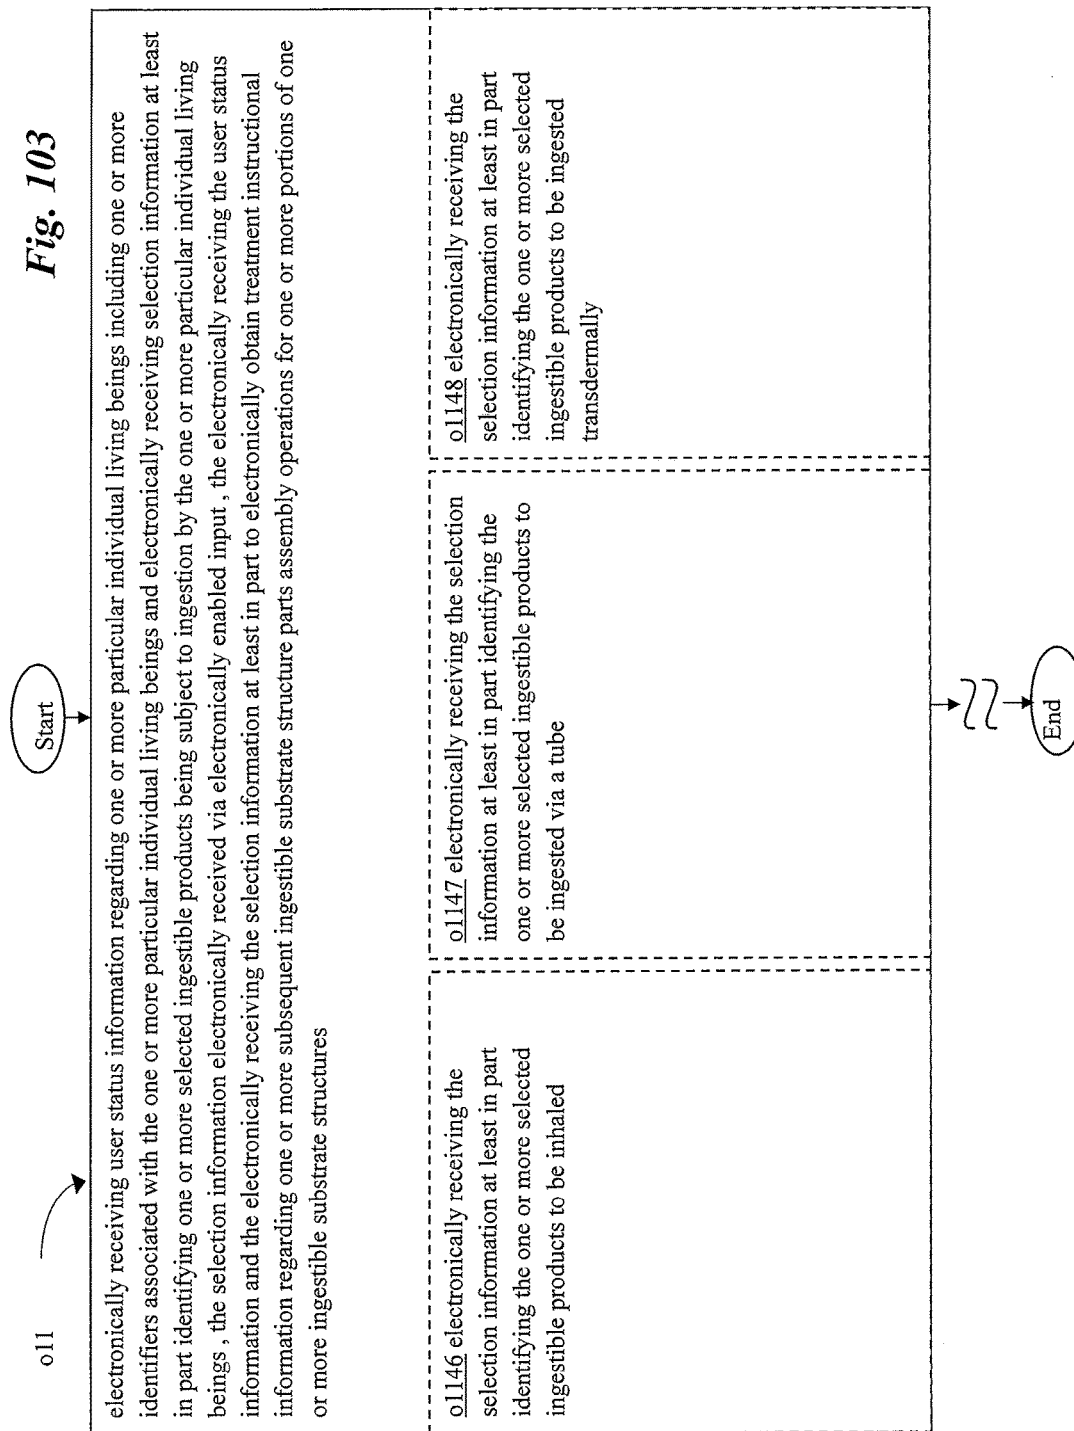 Fig. 103
Start
o11
electronically receiving user status information regarding one or more particular individual living beings including one or more
identifiers associated with the one or more particular individual living beings and electronically receiving selection information at least
in part identifying one or more selected ingestible products being subject to ingestion by the one or more particular individual living
beings , the selection information electronically received via electronically enabled input , the electronically receiving the user status
information and the electronically receiving the selection information at least in part to electronically obtain treatment instructional
information regarding one or more subsequent ingestible substrate structure parts assembly operations for one or more portions of one
or more ingestible substrate structures
o1146 electronically receiving the
selection information at least in part
identifying the one or more selected
ingestible products to be inhaled
o1147 electronically receiving the selection
information at least in part identifying the
one or more selected ingestible products to
be ingested via a tube
o1148 electronically receiving the
selection information at least in part
identifying the one or more selected
ingestible products to be ingested
transdermally
End